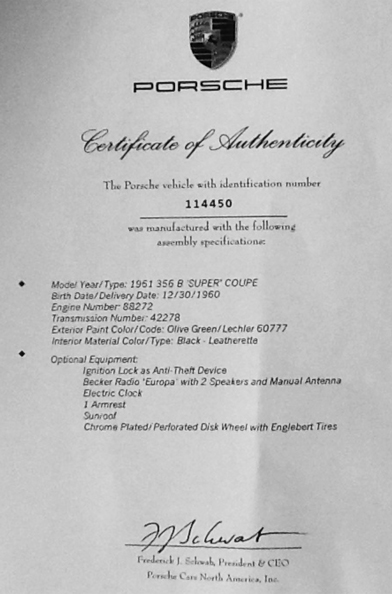 PORSCHE
Certificate of Authenticity
The Porsche vehicle with identification number
114450
was manufactured with the following
assembly specifications:
Model Year/Type: 1961 356 B "SUPER" COUPE
Birth Date/Delivery Date: 12/30/1960
Engine Number: 88272
Transmission Number: 42278
Exterior Paint Color/Code: Olive Green/Lechler 60777
Interior Material Color/Type: Black - Leatherette
Optional Equipment:
Ignition Lock as Anti-Theft Device
Becker Radio "Europa" with 2 Speakers and Manual Antenna
Electric Clock
1 Armrest
Sunroof
Chrome Plated/Perforated Disk Wheel with Englebert Tires
FJSchwab
Frederick J. Schwab, President & CEO
Porsche Cars North America, Inc.